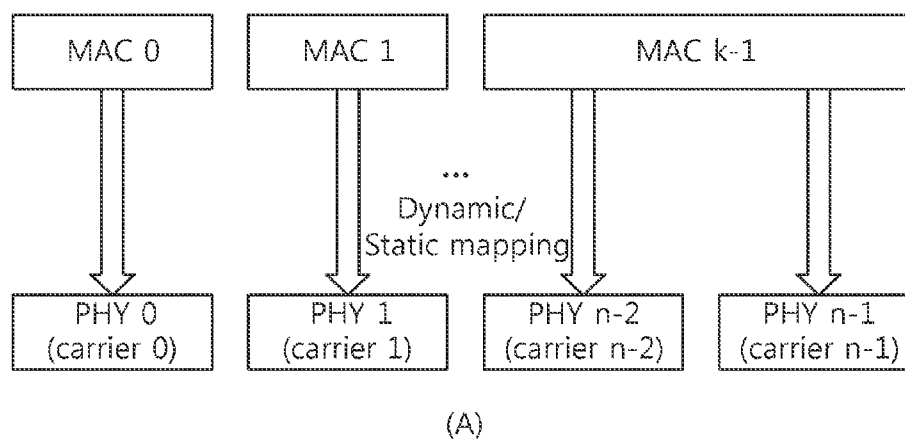 MAC 0
MAC 1
MAC k-1
...
Dynamic/
Static mapping
PHY 0
(carrier 0)
PHY 1
(carrier 1)
PHY n-2
(carrier n-2)
PHY n-1
(carrier n-1)
(A)